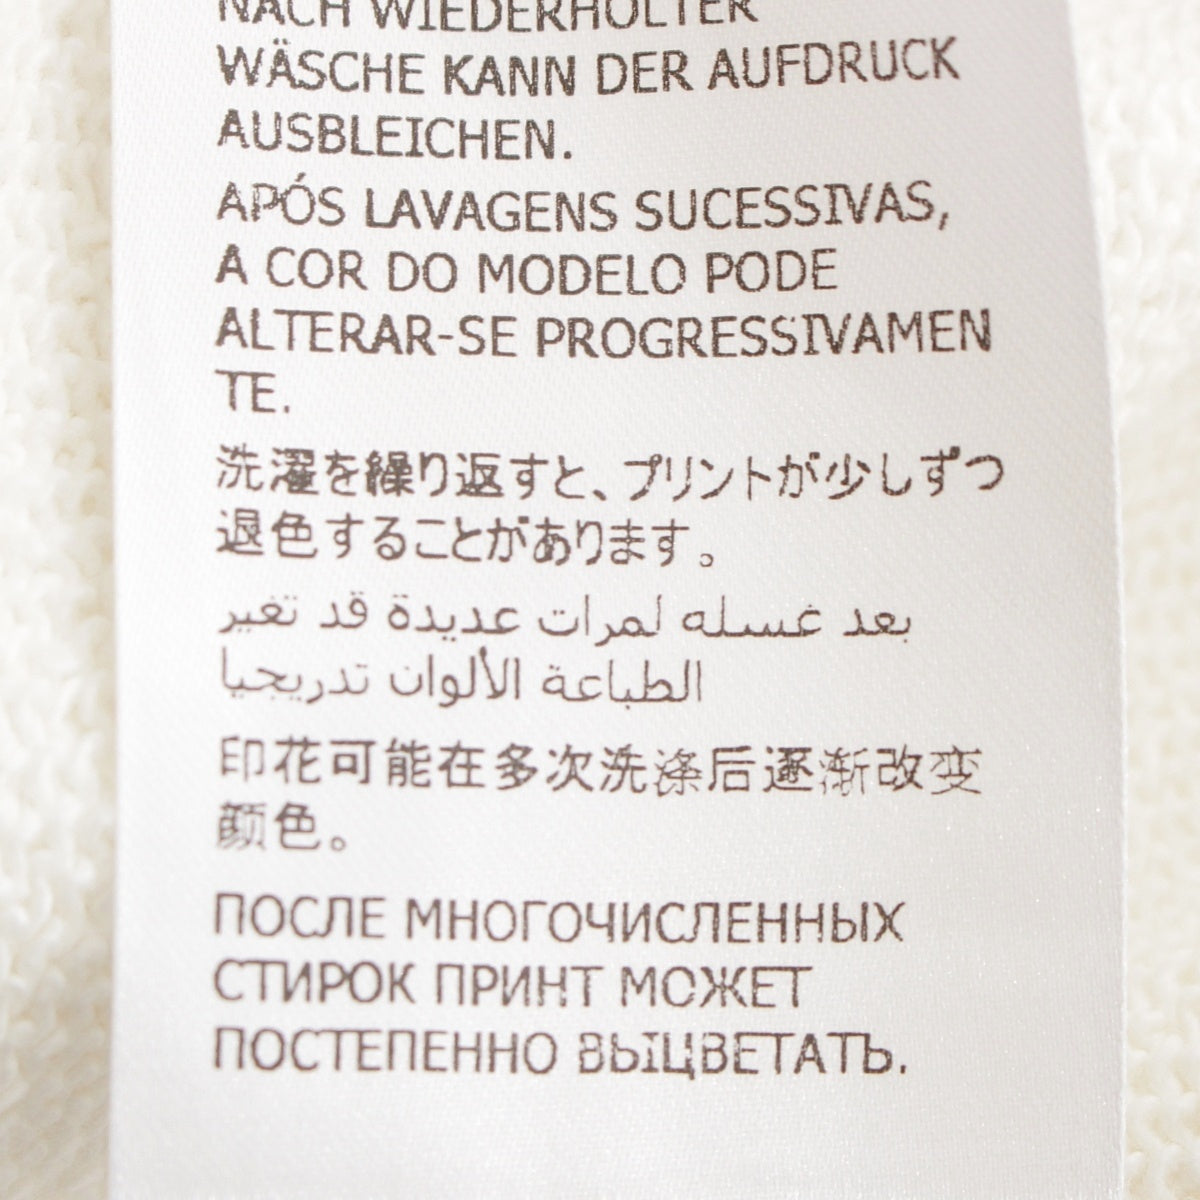 NACH WIEDERHOLTER
WÄSCHE KANN DER AUFDRUCK
AUSBLEICHEN.
APÓS LAVAGENS SUCESSIVAS,
A COR DO MODELO PODE
ALTERAR-SE PROGRESSIVAMEN
TE.
洗濯を繰り返すと、プリントが少しずつ
退色することがあります。
بعد غسله لمرات عديدة قد تغير
الطباعة الألوان تدريجيا
印花可能在多次洗涤后逐渐改变
颜色。
ПОСЛЕ МНОГОЧИСЛЕННЫХ
СТИРОК ПРИНТ МОЖЕТ
ПОСТЕПЕННО ВЫЦВЕТАТЬ.